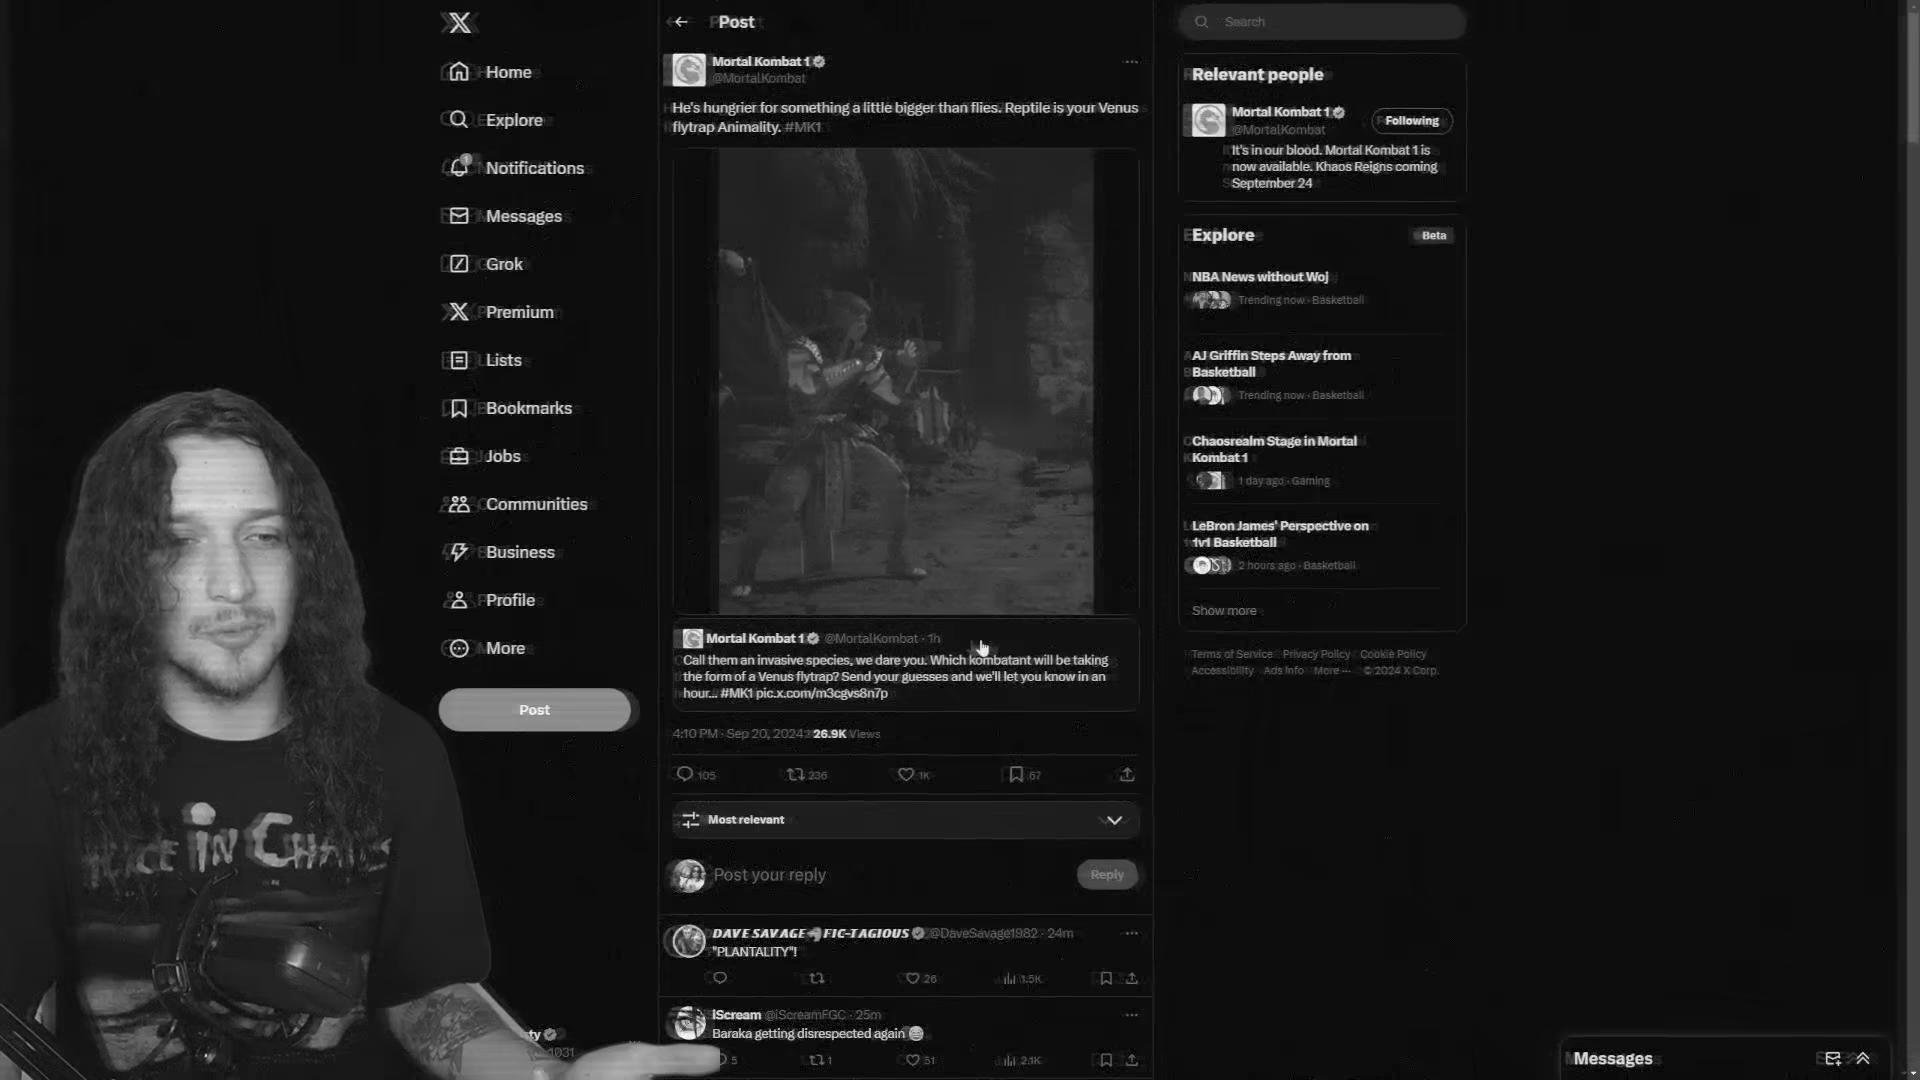 Home
Explore
Notifications
Messages
Grok
Premium
Lists
Bookmarks
Jobs
Communities
Business
Profile
More
Post
1031
Post
Mortal Kombat 1
@MortalKombat
He's hungrier for something a little bigger than flies. Reptile is your Venus
flytrap Animality. #MK1
Mortal Kombat 1 @MortalKombat · 1h
Call them an invasive species, we dare you. Which kombatant will be taking
the form of a Venus flytrap? Send your guesses and we'll let you know in an
hour... #MK1 pic.x.com/m3cgvs8n7p
4:10 PM · Sep 20, 2024 26.9K Views
105 236 1K 67
Most relevant
Post your reply
Reply
DAVE SAVAGE FIC-TAGIOUS @DaveSavage1982 · 24m
"PLANTALITY"!
26 1.5K
iScream @iScreamFGC · 25m
Baraka getting disrespected again
5 1 51 2.1K
Search
Relevant people
Mortal Kombat 1
@MortalKombat
Following
It's in our blood. Mortal Kombat 1 is
now available. Khaos Reigns coming
September 24
Explore
Beta
NBA News without Woj
Trending now · Basketball
AJ Griffin Steps Away from
Basketball
Trending now · Basketball
Chaosrealm Stage in Mortal
Kombat 1
1 day ago · Gaming
LeBron James' Perspective on
1v1 Basketball
2 hours ago · Basketball
Show more
Terms of Service Privacy Policy Cookie Policy
Accessibility Ads info More ··· © 2024 X Corp.
Messages